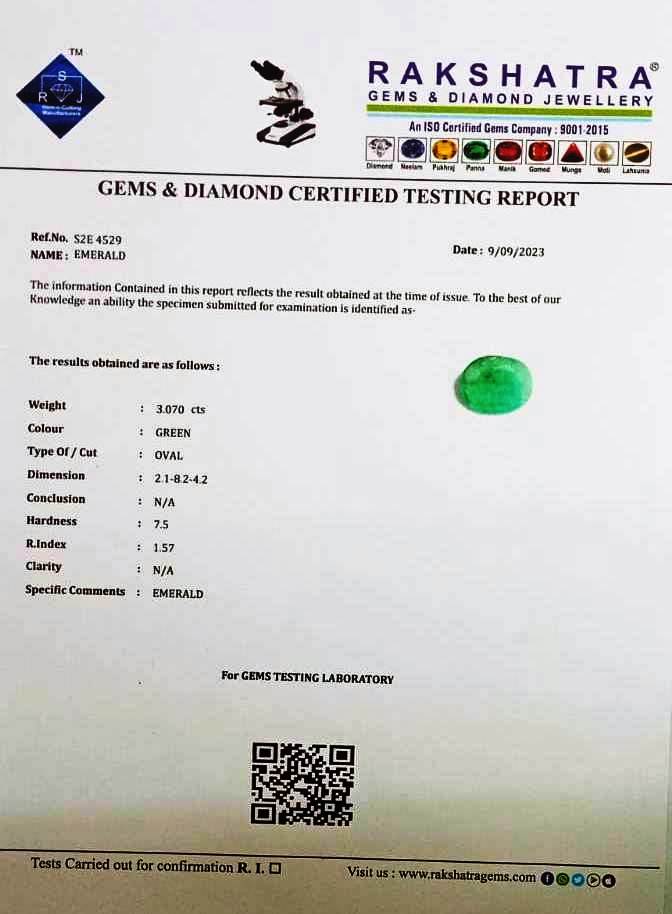 TM
S
R J
RAKSHATRA®
GEMS & DIAMOND JEWELLERY
An ISO Certified Gems Company : 9001-2015
Diamond Neelam Pukhraj Panna Manik Gomed Munga Moti Lahsunia
GEMS & DIAMOND CERTIFIED TESTING REPORT
Ref.No. S2E 4529
NAME : EMERALD
Date : 9/09/2023
The information Contained in this report reflects the result obtained at the time of issue. To the best of our
Knowledge an ability the specimen submitted for examination is identified as-
The results obtained are as follows :
Weight : 3.070 cts
Colour : GREEN
Type Of / Cut : OVAL
Dimension : 2.1-8.2-4.2
Conclusion : N/A
Hardness : 7.5
R.Index : 1.57
Clarity : N/A
Specific Comments : EMERALD
For GEMS TESTING LABORATORY
Tests Carried out for confirmation R. I. ☐
Visit us : www.rakshatragems.com